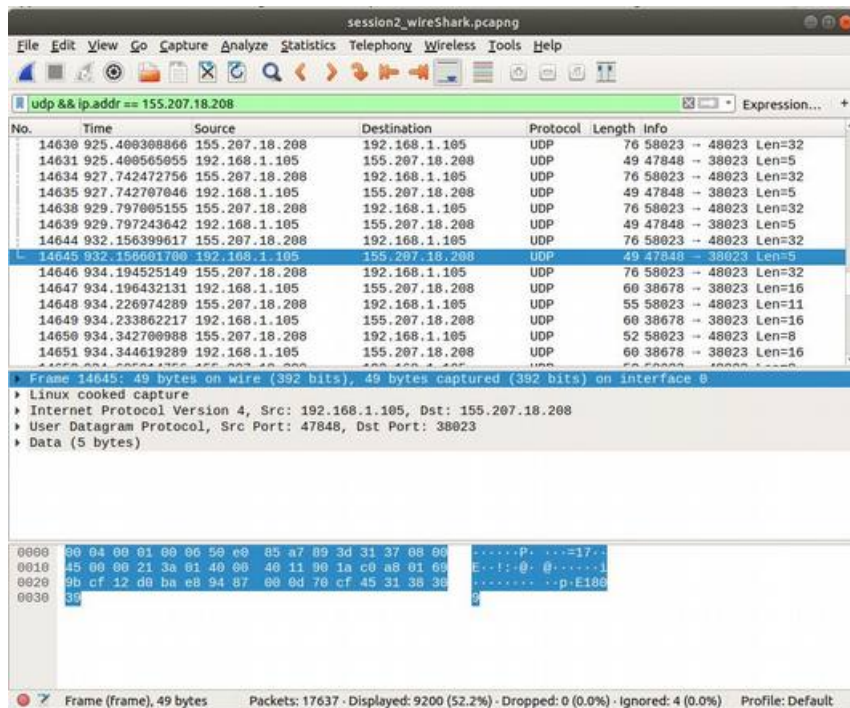 session2_wireShark.pcapng
File Edit View Go Capture Analyze Statistics Telephony Wireless Tools Help
udp && ip.addr == 155.207.18.208 Expression... +
No. Time Source Destination Protocol Length Info
14630 925.400308866 155.207.18.208 192.168.1.105 UDP 76 58023 → 48023 Len=32
14631 925.400565055 192.168.1.105 155.207.18.208 UDP 49 47848 → 38023 Len=5
14634 927.742472756 155.207.18.208 192.168.1.105 UDP 76 58023 → 48023 Len=32
14635 927.742707046 192.168.1.105 155.207.18.208 UDP 49 47848 → 38023 Len=5
14638 929.797005155 155.207.18.208 192.168.1.105 UDP 76 58023 → 48023 Len=32
14639 929.797243642 192.168.1.105 155.207.18.208 UDP 49 47848 → 38023 Len=5
14644 932.156399617 155.207.18.208 192.168.1.105 UDP 76 58023 → 48023 Len=32
14645 932.156601700 192.168.1.105 155.207.18.208 UDP 49 47848 → 38023 Len=5
14646 934.194525149 155.207.18.208 192.168.1.105 UDP 76 58023 → 48023 Len=32
14647 934.196432131 192.168.1.105 155.207.18.208 UDP 60 38678 → 38023 Len=16
14648 934.226974289 155.207.18.208 192.168.1.105 UDP 55 58023 → 48023 Len=11
14649 934.233862217 192.168.1.105 155.207.18.208 UDP 60 38678 → 38023 Len=16
14650 934.342700988 155.207.18.208 192.168.1.105 UDP 52 58023 → 48023 Len=8
14651 934.344619289 192.168.1.105 155.207.18.208 UDP 60 38678 → 38023 Len=16
Frame 14645: 49 bytes on wire (392 bits), 49 bytes captured (392 bits) on interface 0
Linux cooked capture
Internet Protocol Version 4, Src: 192.168.1.105, Dst: 155.207.18.208
User Datagram Protocol, Src Port: 47848, Dst Port: 38023
Data (5 bytes)
0000 00 04 00 01 00 06 50 e0 85 a7 89 3d 31 37 08 00 ······P· ···=17··
0010 45 00 00 21 3a 01 40 00 40 11 90 1a c0 a8 01 69 E··!:·@· @······i
0020 9b cf 12 d0 ba e8 94 87 00 0d 70 cf 45 31 38 30 ········ ··p·E180
0030 39 9
Frame (frame), 49 bytes Packets: 17637 · Displayed: 9200 (52.2%) · Dropped: 0 (0.0%) · Ignored: 4 (0.0%) Profile: Default